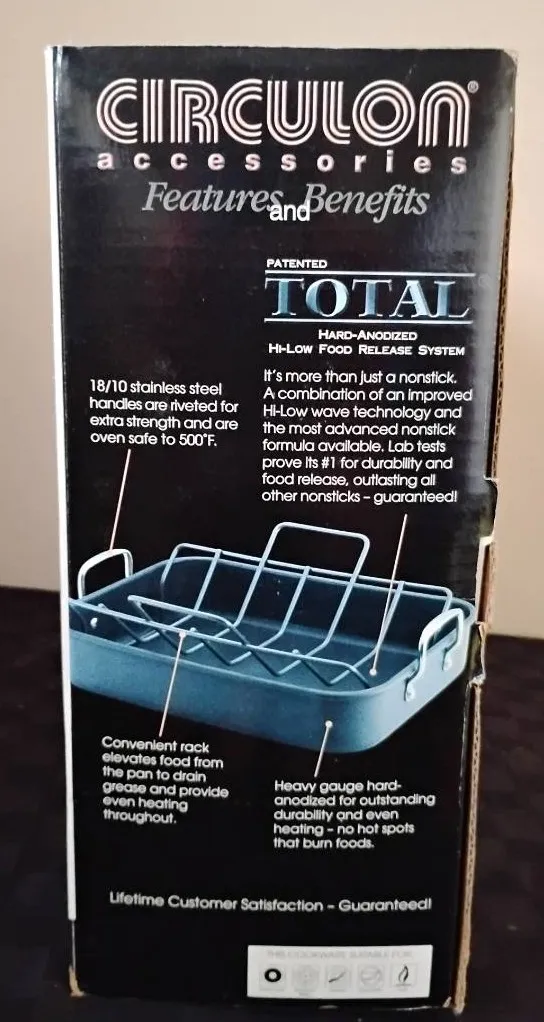 CIRCULON®
accessories
Features and Benefits
PATENTED
TOTAL
HARD-ANODIZED
HI-LOW FOOD RELEASE SYSTEM
18/10 stainless steel
handles are riveted for
extra strength and are
oven safe to 500°F.
It's more than just a nonstick.
A combination of an improved
Hi-Low wave technology and
the most advanced nonstick
formula available. Lab tests
prove its #1 for durability and
food release, outlasting all
other nonsticks – guaranteed!
Convenient rack
elevates food from
the pan to drain
grease and provide
even heating
throughout.
Heavy gauge hard-
anodized for outstanding
durability and even
heating – no hot spots
that burn foods.
Lifetime Customer Satisfaction – Guaranteed!
THIS COOKWARE SUITABLE FOR: